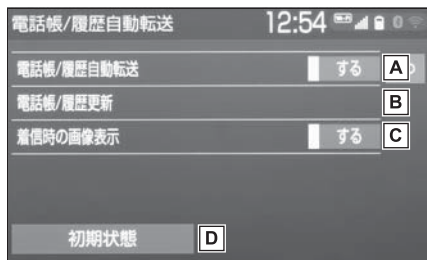 電話帳/履歴自動転送 12:54
電話帳/履歴自動転送 する A
電話帳/履歴更新 B
着信時の画像表示 する C
初期状態 D